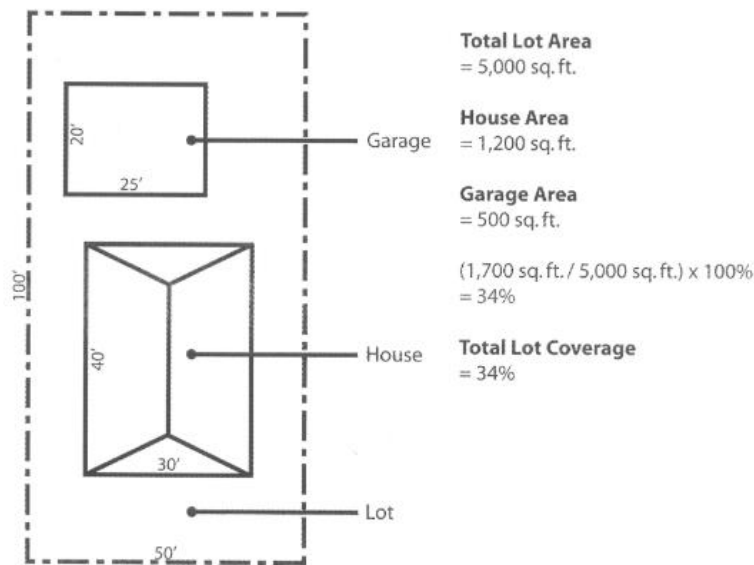 20'
25'
Garage
100'
40'
30'
House
Lot
50'
Total Lot Area
= 5,000 sq. ft.
House Area
= 1,200 sq. ft.
Garage Area
= 500 sq. ft.
(1,700 sq. ft. / 5,000 sq. ft.) x 100%
= 34%
Total Lot Coverage
= 34%